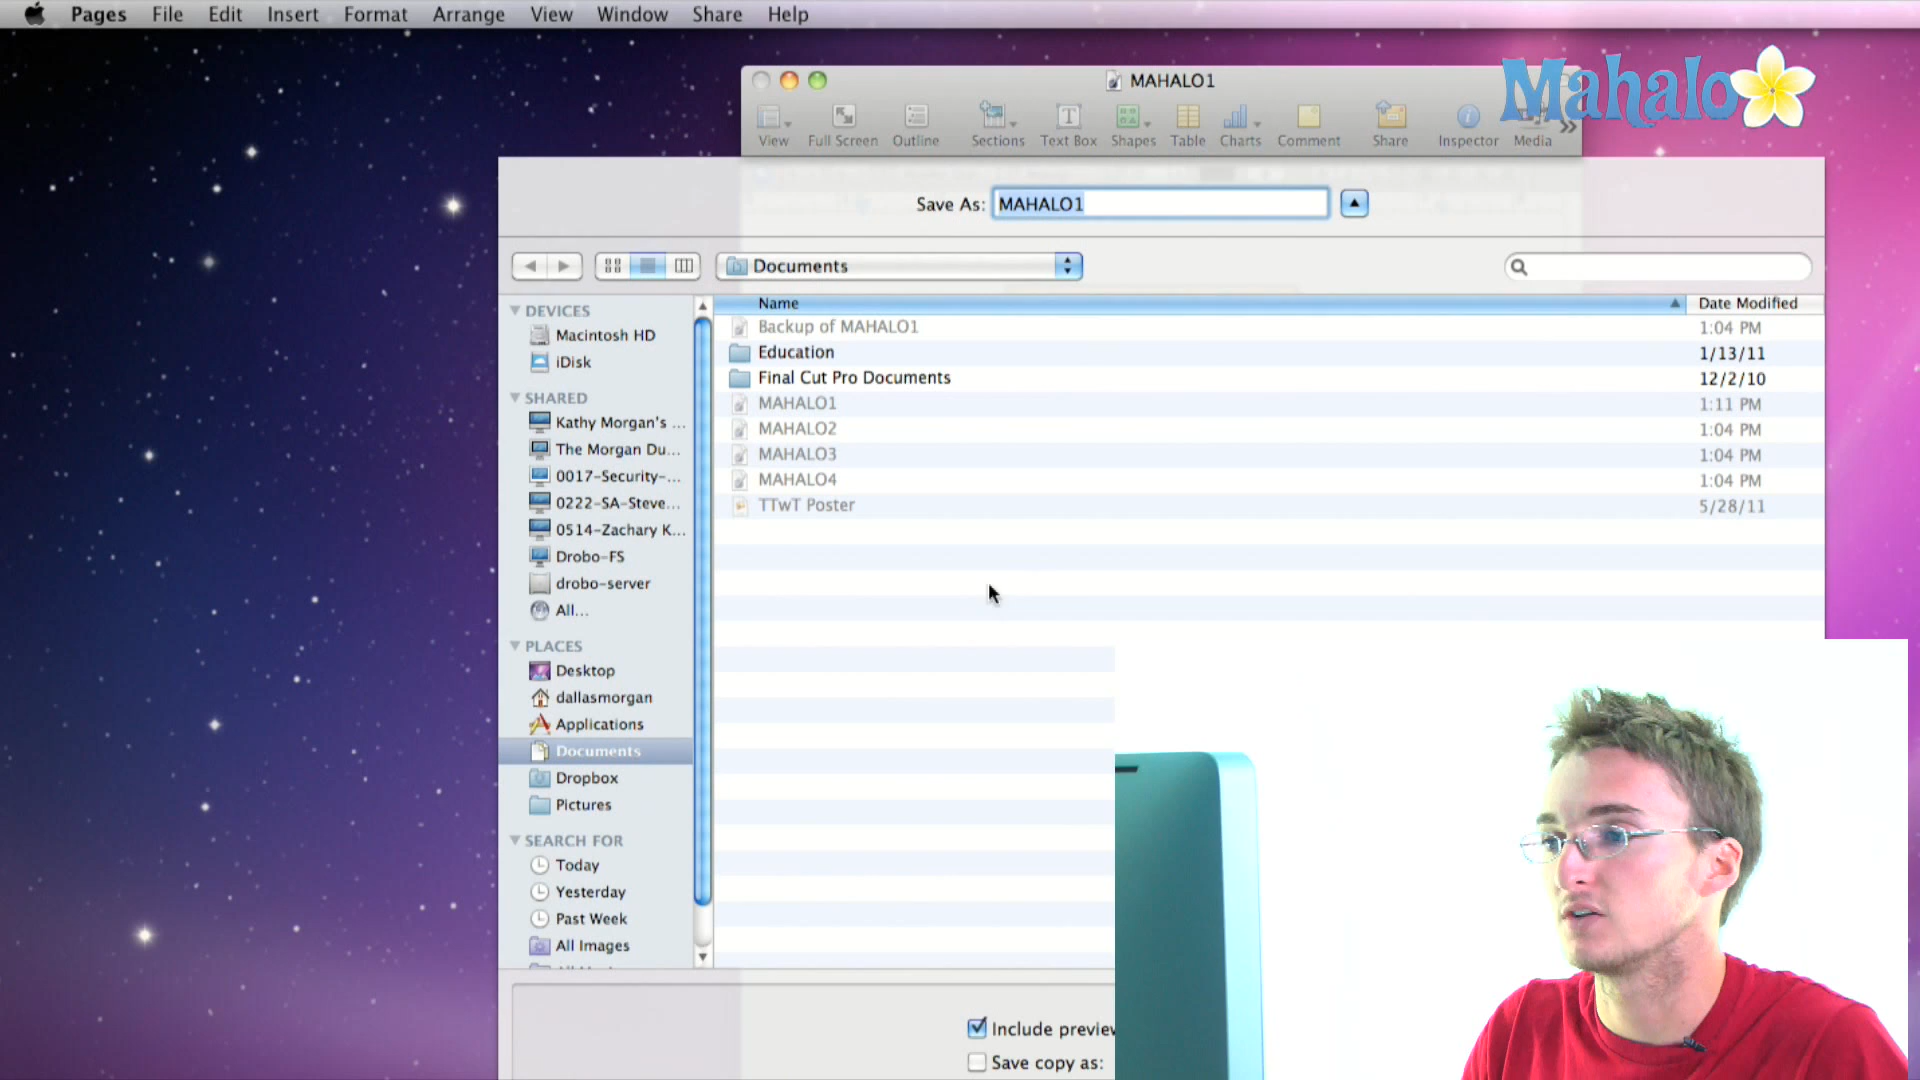 Pages File Edit Insert Format Arrange View Window Share Help
MAHALO1
Mahalo
View Full Screen Outline Sections Text Box Shapes Table Charts Comment Share Inspector Media
Save As: MAHALO1
Documents
DEVICES
Macintosh HD
iDisk
SHARED
Kathy Morgan's ...
The Morgan Du...
0017-Security-...
0222-SA-Steve...
0514-Zachary K...
Drobo-FS
drobo-server
All...
PLACES
Desktop
dallasmorgan
Applications
Documents
Dropbox
Pictures
SEARCH FOR
Today
Yesterday
Past Week
All Images
Name Date Modified
Backup of MAHALO1 1:04 PM
Education 1/13/11
Final Cut Pro Documents 12/2/10
MAHALO1 1:11 PM
MAHALO2 1:04 PM
MAHALO3 1:04 PM
MAHALO4 1:04 PM
TTwT Poster 5/28/11
Include preview
Save copy as: